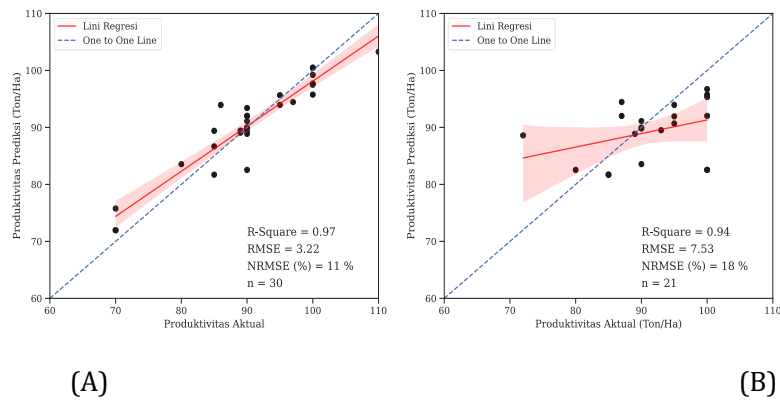 Lini Regresi
One to One Line
Produktivitas Prediksi (Ton/Ha)
110
100
90
80
70
60
R-Square = 0.97
RMSE = 3.22
NRMSE (%) = 11 %
n = 30
60 70 80 90 100 110
Produktivitas Aktual
(A)
Lini Regresi
One to One Line
Produktivitas Prediksi (Ton/Ha)
110
100
90
80
70
60
R-Square = 0.94
RMSE = 7.53
NRMSE (%) = 18 %
n = 21
60 70 80 90 100 110
Produktivitas Aktual (Ton/Ha)
(B)